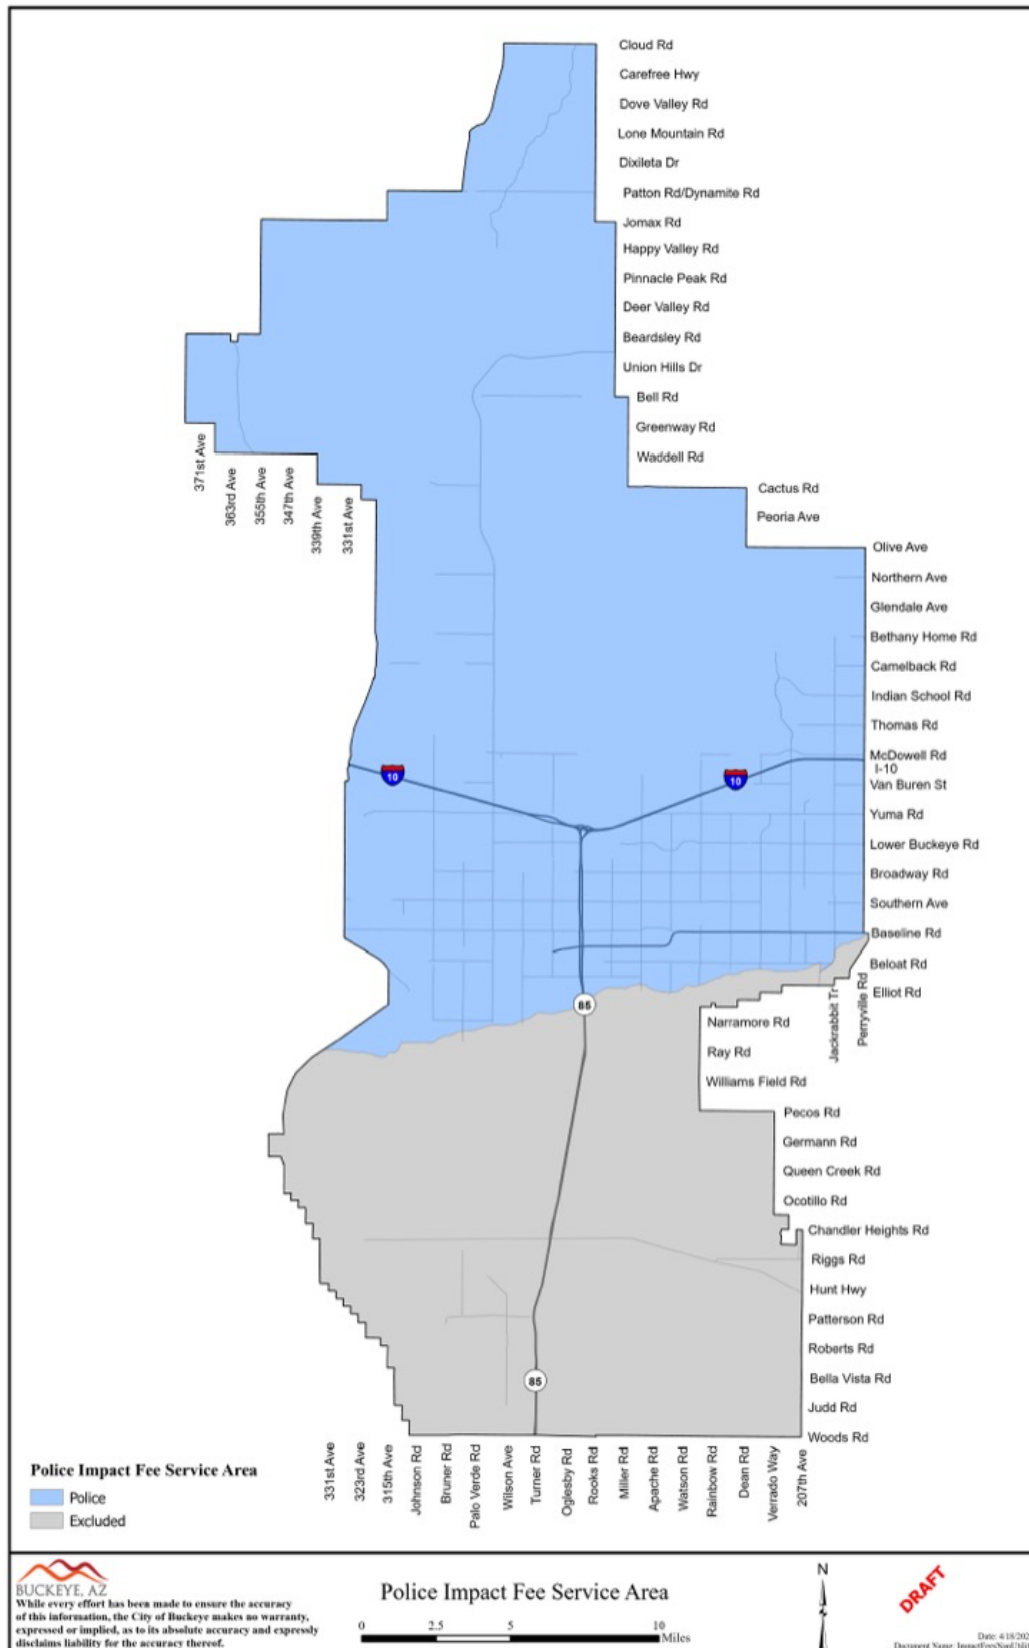 Cloud Rd
Carefree Hwy
Dove Valley Rd
Lone Mountain Rd
Dixileta Dr
Patton Rd/Dynamite Rd
Jomax Rd
Happy Valley Rd
Pinnacle Peak Rd
Deer Valley Rd
Beardsley Rd
Union Hills Dr
Bell Rd
Greenway Rd
Waddell Rd
371st Ave
363rd Ave
355th Ave
347th Ave
339th Ave
331st Ave
Cactus Rd
Peoria Ave
Olive Ave
Northern Ave
Glendale Ave
Bethany Home Rd
Camelback Rd
Indian School Rd
Thomas Rd
McDowell Rd
I-10
10
10
Van Buren St
Yuma Rd
Lower Buckeye Rd
Broadway Rd
Southern Ave
Baseline Rd
Beloat Rd
Elliot Rd
Jackrabbit Tr
Perryville Rd
85
Narramore Rd
Ray Rd
Williams Field Rd
Pecos Rd
Germann Rd
Queen Creek Rd
Ocotillo Rd
Chandler Heights Rd
Riggs Rd
Hunt Hwy
Patterson Rd
Roberts Rd
85
Bella Vista Rd
Judd Rd
Woods Rd
331st Ave
323rd Ave
315th Ave
Johnson Rd
Bruner Rd
Palo Verde Rd
Wilson Ave
Turner Rd
Oglesby Rd
Rooks Rd
Miller Rd
Apache Rd
Watson Rd
Rainbow Rd
Dean Rd
Verrado Way
207th Ave
Police Impact Fee Service Area
Police
Excluded
BUCKEYE, AZ
While every effort has been made to ensure the accuracy
of this information, the City of Buckeye makes no warranty,
expressed or implied, as to its absolute accuracy and expressly
disclaims liability for the accuracy thereof.
Police Impact Fee Service Area
0 2.5 5 10
Miles
N
DRAFT
Date: 4/18/202
Document Name: